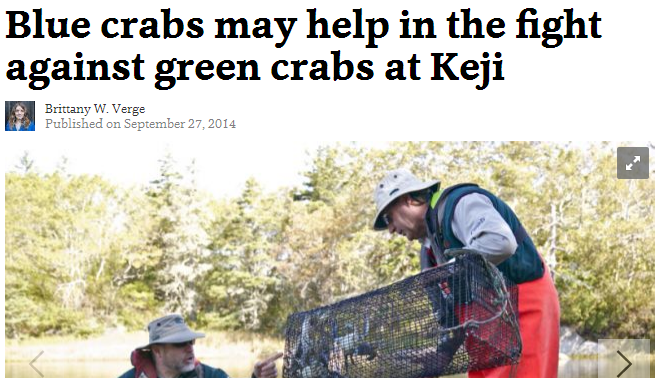 Blue crabs may help in the fight
against green crabs at Keji
Brittany W. Verge
Published on September 27, 2014